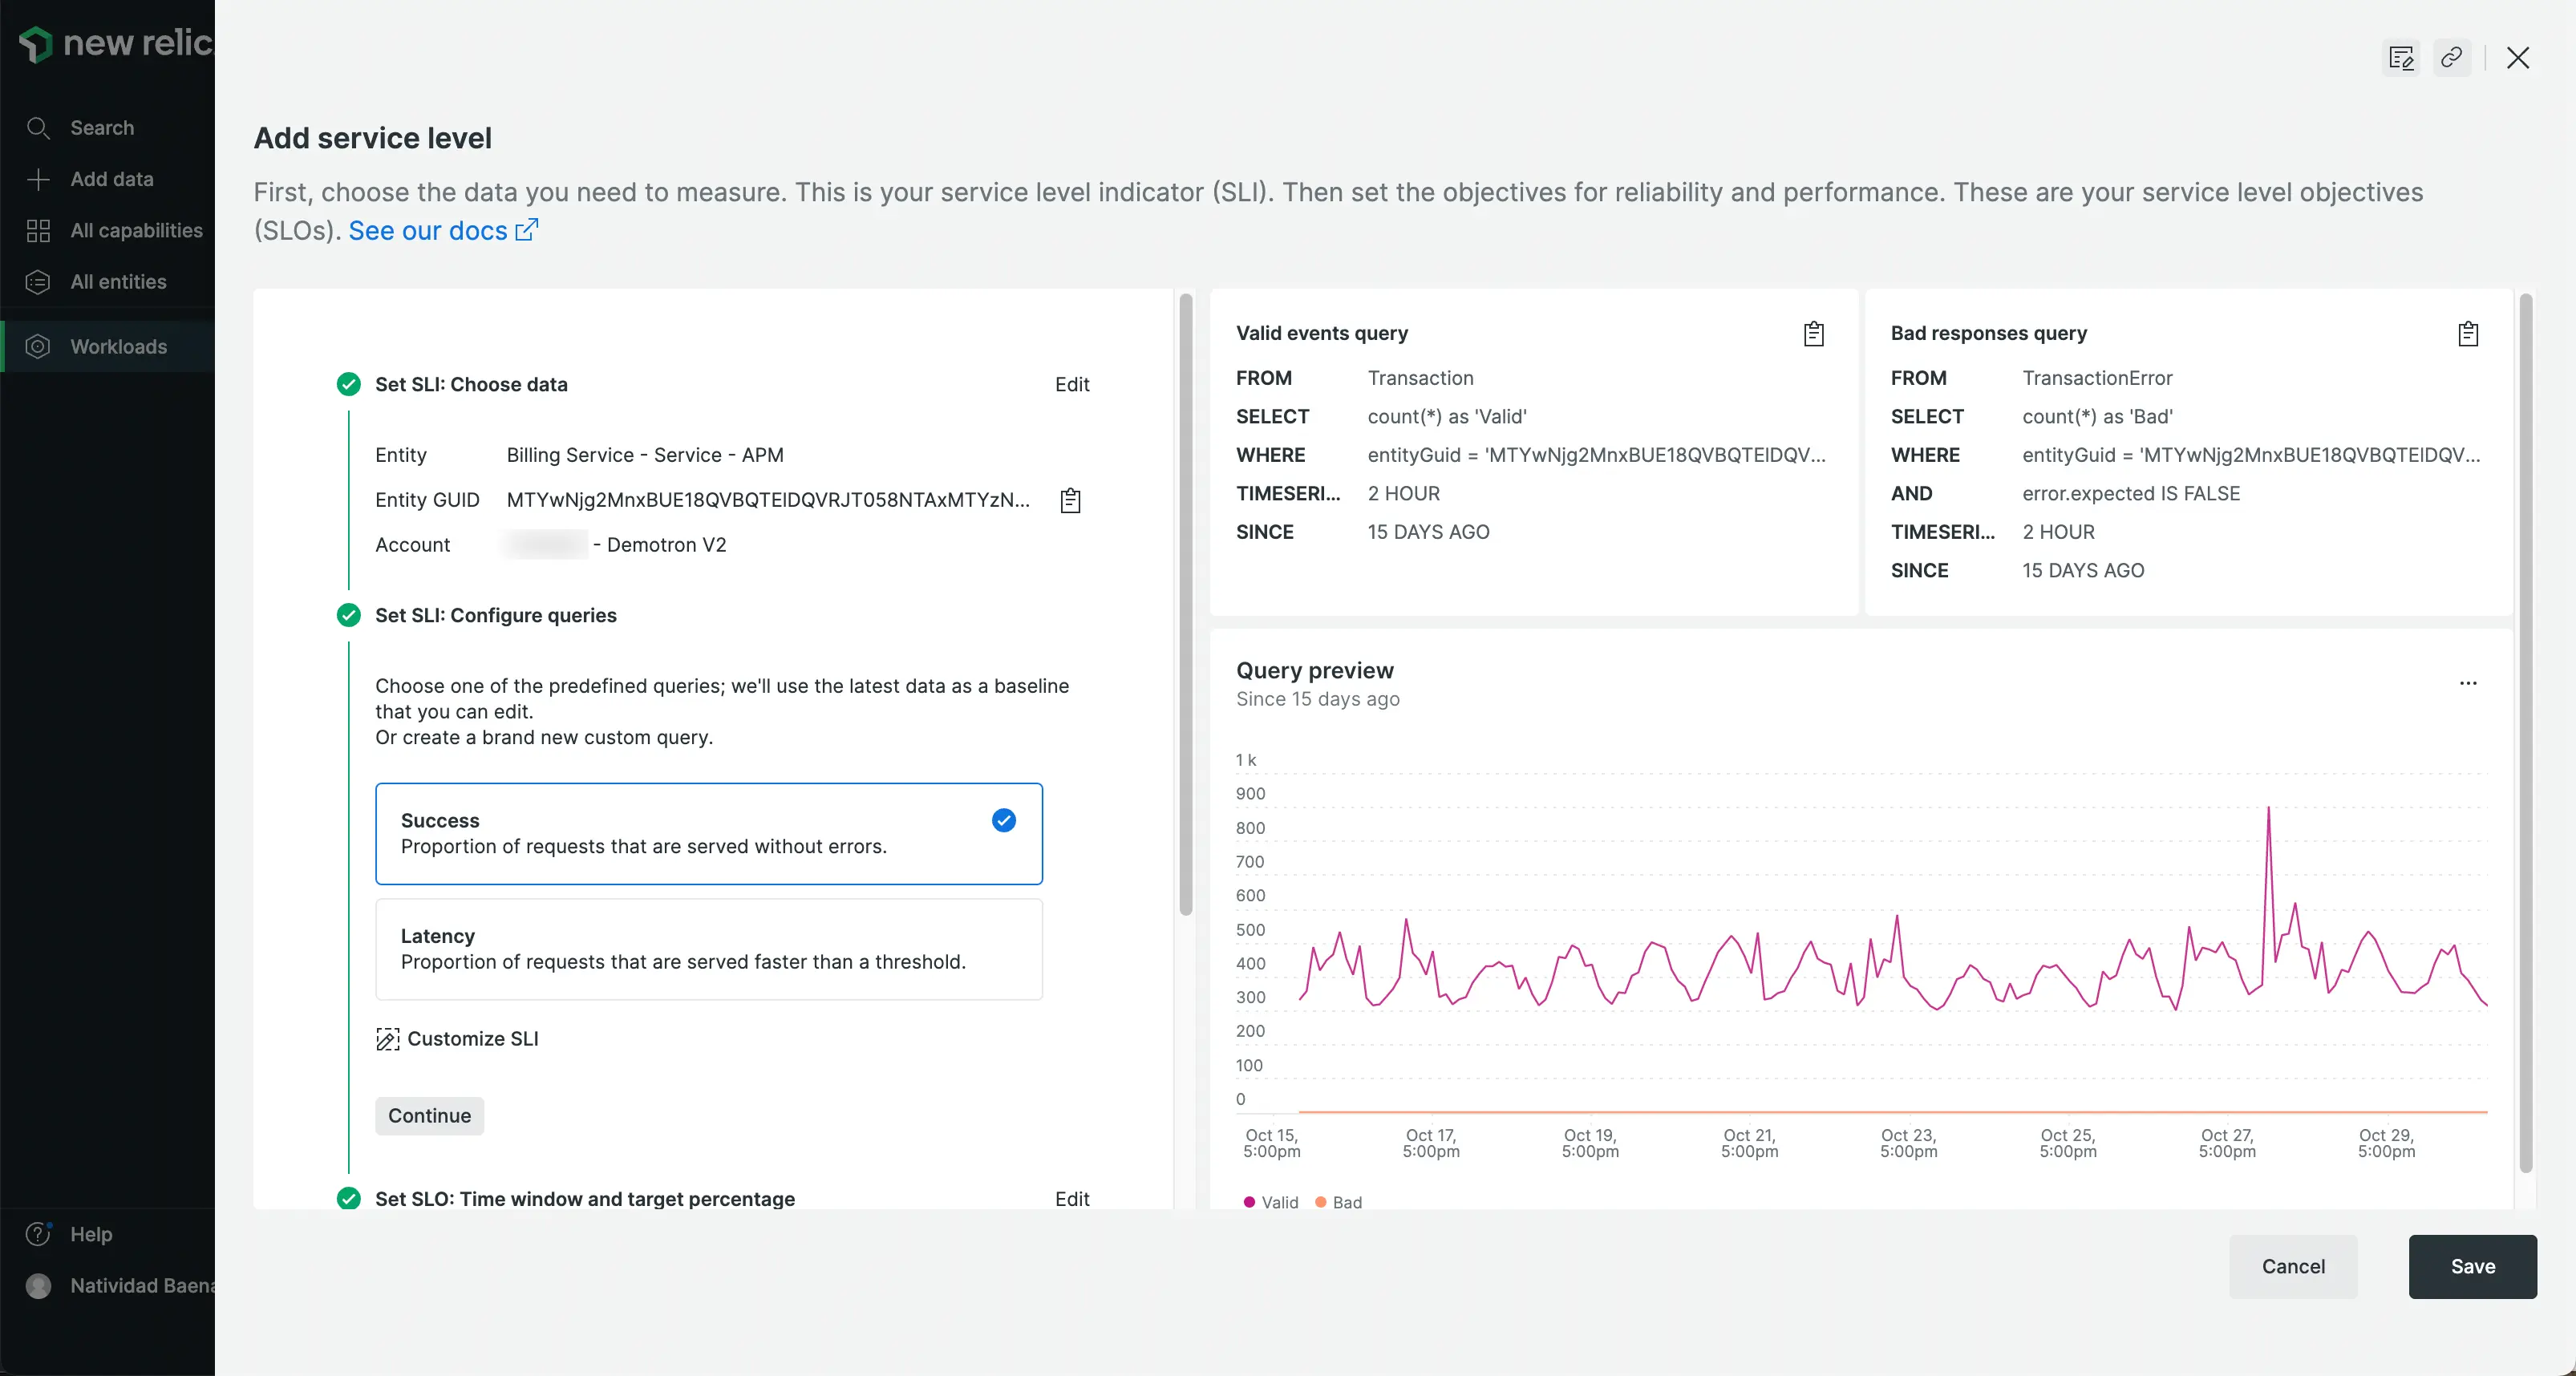 new relic.
Search
Add data
All capabilities
All entities
Workloads
Help
Natividad Baena
Add service level
First, choose the data you need to measure. This is your service level indicator (SLI). Then set the objectives for reliability and performance. These are your service level objectives
(SLOs). See our docs
Set SLI: Choose data
Edit
Entity
Billing Service - Service - APM
Entity GUID
MTYwNjg2MnxBUE18QVBQTElDQVRJT058NTAxMTYzN...
Account
- Demotron V2
Set SLI: Configure queries
Choose one of the predefined queries; we'll use the latest data as a baseline
that you can edit.
Or create a brand new custom query.
Success
Proportion of requests that are served without errors.
Latency
Proportion of requests that are served faster than a threshold.
Customize SLI
Continue
Set SLO: Time window and target percentage
Edit
Valid events query
FROM Transaction
SELECT count(*) as 'Valid'
WHERE entityGuid = 'MTYwNjg2MnxBUE18QVBQTElDQV...
TIMESERI... 2 HOUR
SINCE 15 DAYS AGO
Bad responses query
FROM TransactionError
SELECT count(*) as 'Bad'
WHERE entityGuid = 'MTYwNjg2MnxBUE18QVBQTElDQV...
AND error.expected IS FALSE
TIMESERI... 2 HOUR
SINCE 15 DAYS AGO
Query preview
Since 15 days ago
...
1 k
900
800
700
600
500
400
300
200
100
0
Oct 15,
5:00pm
Oct 17,
5:00pm
Oct 19,
5:00pm
Oct 21,
5:00pm
Oct 23,
5:00pm
Oct 25,
5:00pm
Oct 27,
5:00pm
Oct 29,
5:00pm
Valid
Bad
Cancel
Save